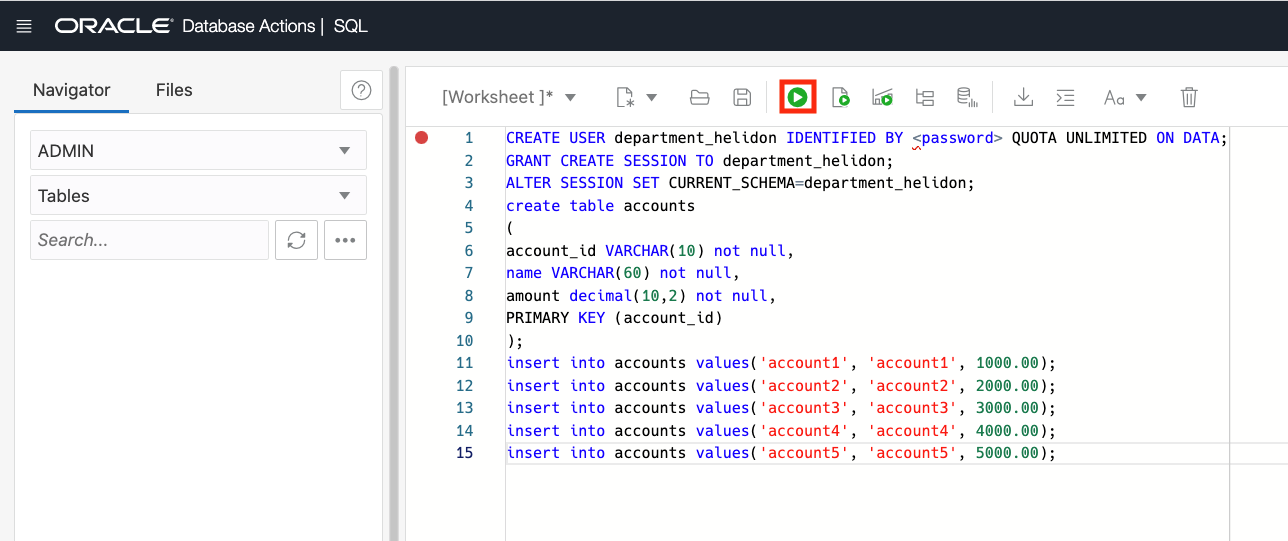 ORACLE Database Actions | SQL
Navigator Files
[Worksheet ]*
Aa
ADMIN
Tables
Search...
1 CREATE USER department_helidon IDENTIFIED BY <password> QUOTA UNLIMITED ON DATA;
2 GRANT CREATE SESSION TO department_helidon;
3 ALTER SESSION SET CURRENT_SCHEMA=department_helidon;
4 create table accounts
5 (
6 account_id VARCHAR(10) not null,
7 name VARCHAR(60) not null,
8 amount decimal(10,2) not null,
9 PRIMARY KEY (account_id)
10 );
11 insert into accounts values('account1', 'account1', 1000.00);
12 insert into accounts values('account2', 'account2', 2000.00);
13 insert into accounts values('account3', 'account3', 3000.00);
14 insert into accounts values('account4', 'account4', 4000.00);
15 insert into accounts values('account5', 'account5', 5000.00);